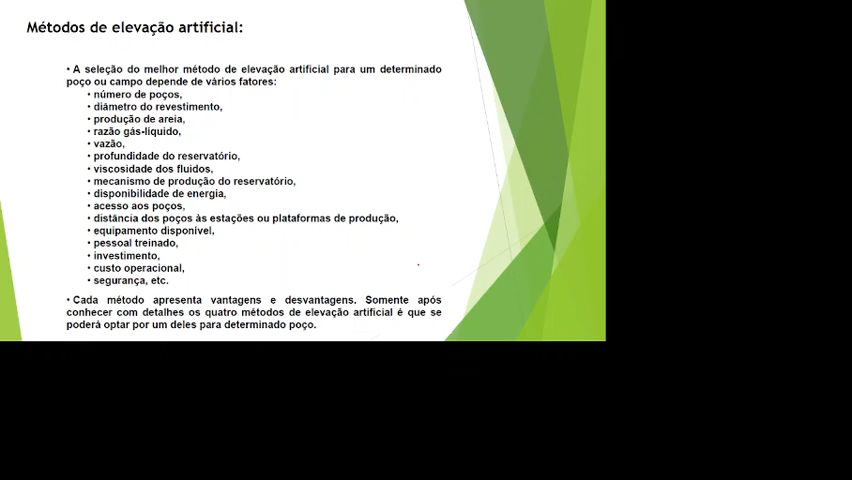 Métodos de elevação artificial:
• A seleção do melhor método de elevação artificial para um determinado
poço ou campo depende de vários fatores:
• número de poços,
• diâmetro do revestimento,
• produção de areia,
• razão gás-líquido,
• vazão,
• profundidade do reservatório,
• viscosidade dos fluidos,
• mecanismo de produção do reservatório,
• disponibilidade de energia,
• acesso aos poços,
• distância dos poços às estações ou plataformas de produção,
• equipamento disponível,
• pessoal treinado,
• investimento,
• custo operacional,
• segurança, etc.
• Cada método apresenta vantagens e desvantagens. Somente após
conhecer com detalhes os quatro métodos de elevação artificial é que se
poderá optar por um deles para determinado poço.